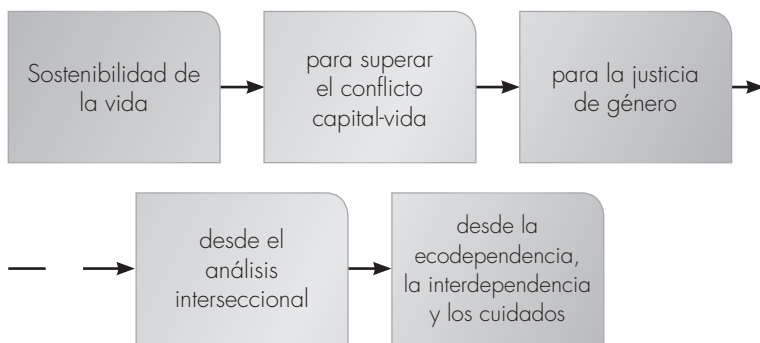 Sostenibilidad de
la vida
para superar
el conflicto
capital-vida
para la justicia
de género
desde el
análisis
interseccional
desde la
ecodependencia,
la interdependencia
y los cuidados